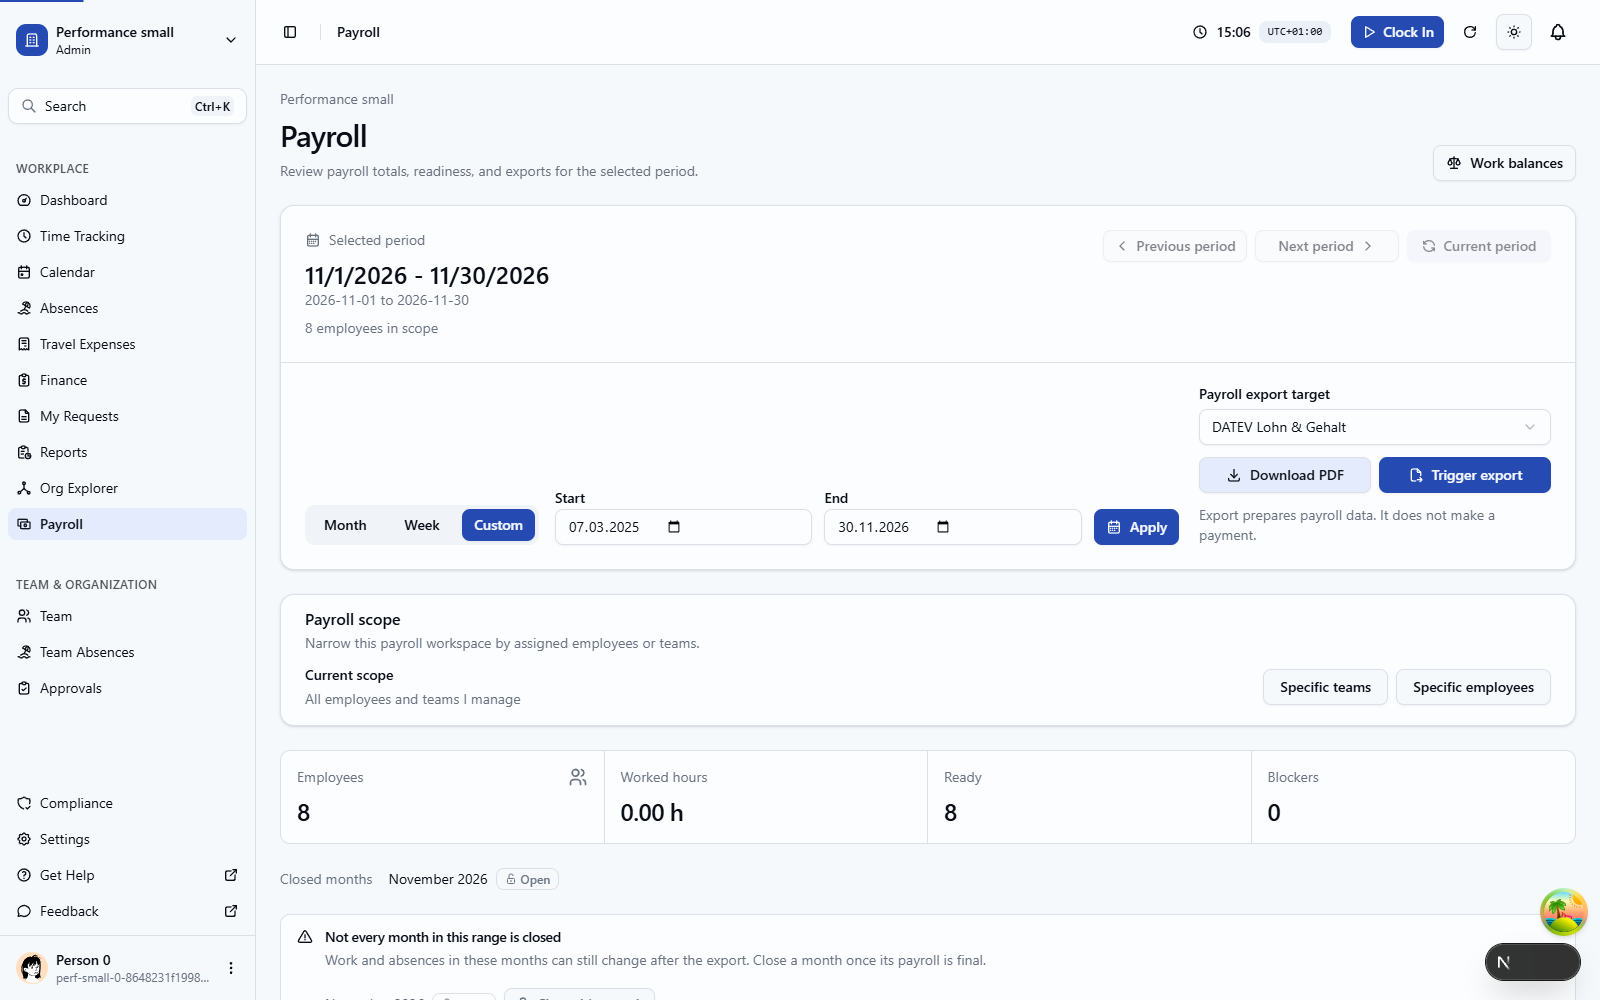 Performance small
Admin
Search
Ctrl+K
WORKPLACE
Dashboard
Time Tracking
Calendar
Absences
Travel Expenses
Finance
My Requests
Reports
Org Explorer
Payroll
TEAM & ORGANIZATION
Team
Team Absences
Approvals
Compliance
Settings
Get Help
Feedback
Person 0
perf-small-0-8648231f1998...
Payroll
15:06
UTC+01:00
Clock In
Performance small
Payroll
Review payroll totals, readiness, and exports for the selected period.
Work balances
Selected period
11/1/2026 - 11/30/2026
2026-11-01 to 2026-11-30
8 employees in scope
Previous period
Next period
Current period
Payroll export target
DATEV Lohn & Gehalt
Download PDF
Trigger export
Export prepares payroll data. It does not make a
payment.
Month
Week
Custom
Start
07.03.2025
End
30.11.2026
Apply
Payroll scope
Narrow this payroll workspace by assigned employees or teams.
Current scope
All employees and teams I manage
Specific teams
Specific employees
Employees
8
Worked hours
0.00 h
Ready
8
Blockers
0
Closed months
November 2026
Open
Not every month in this range is closed
Work and absences in these months can still change after the export. Close a month once its payroll is final.
N